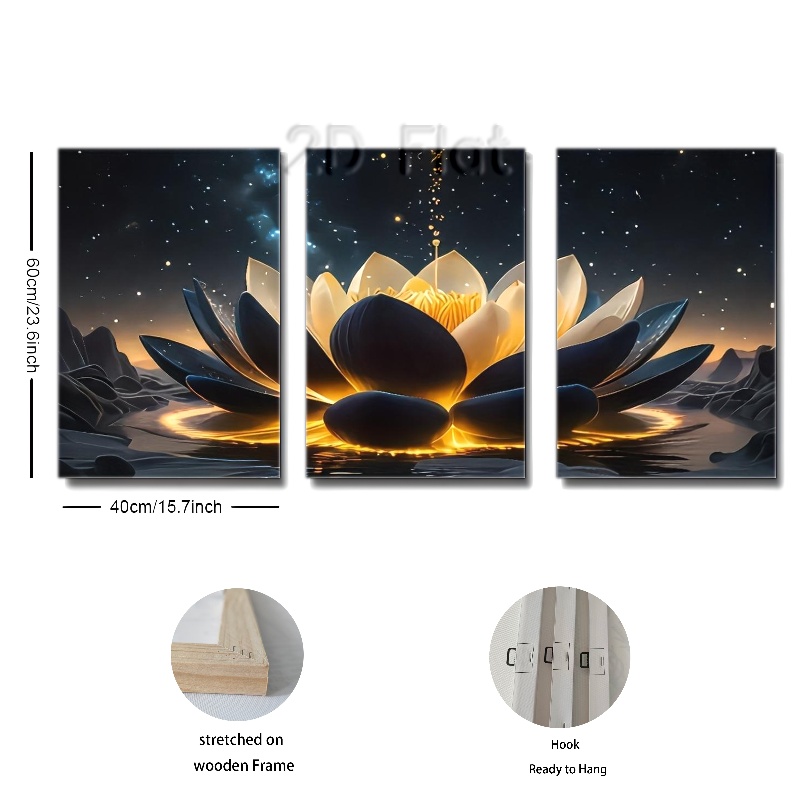 2D Flat
60cm/23.6inch
40cm/15.7inch
stretched on
wooden Frame
Hook
Ready to Hang